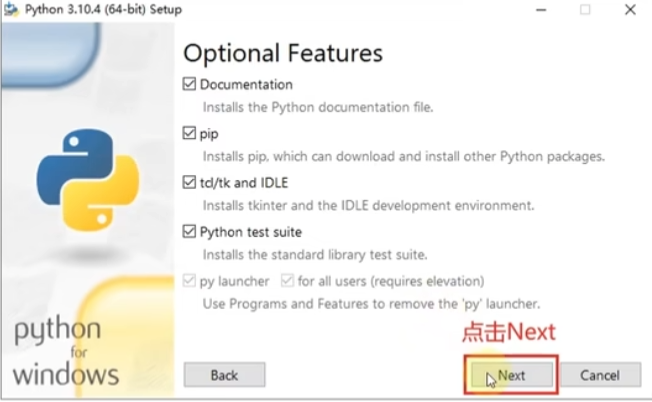 Python 3.10.4 (64-bit) Setup
Optional Features
Documentation
Installs the Python documentation file.
pip
Installs pip, which can download and install other Python packages.
tcl/tk and IDLE
Installs tkinter and the IDLE development environment.
Python test suite
Installs the standard library test suite.
py launcher for all users (requires elevation)
Use Programs and Features to remove the 'py' launcher.
点击Next
python
for
windows
Back Next Cancel